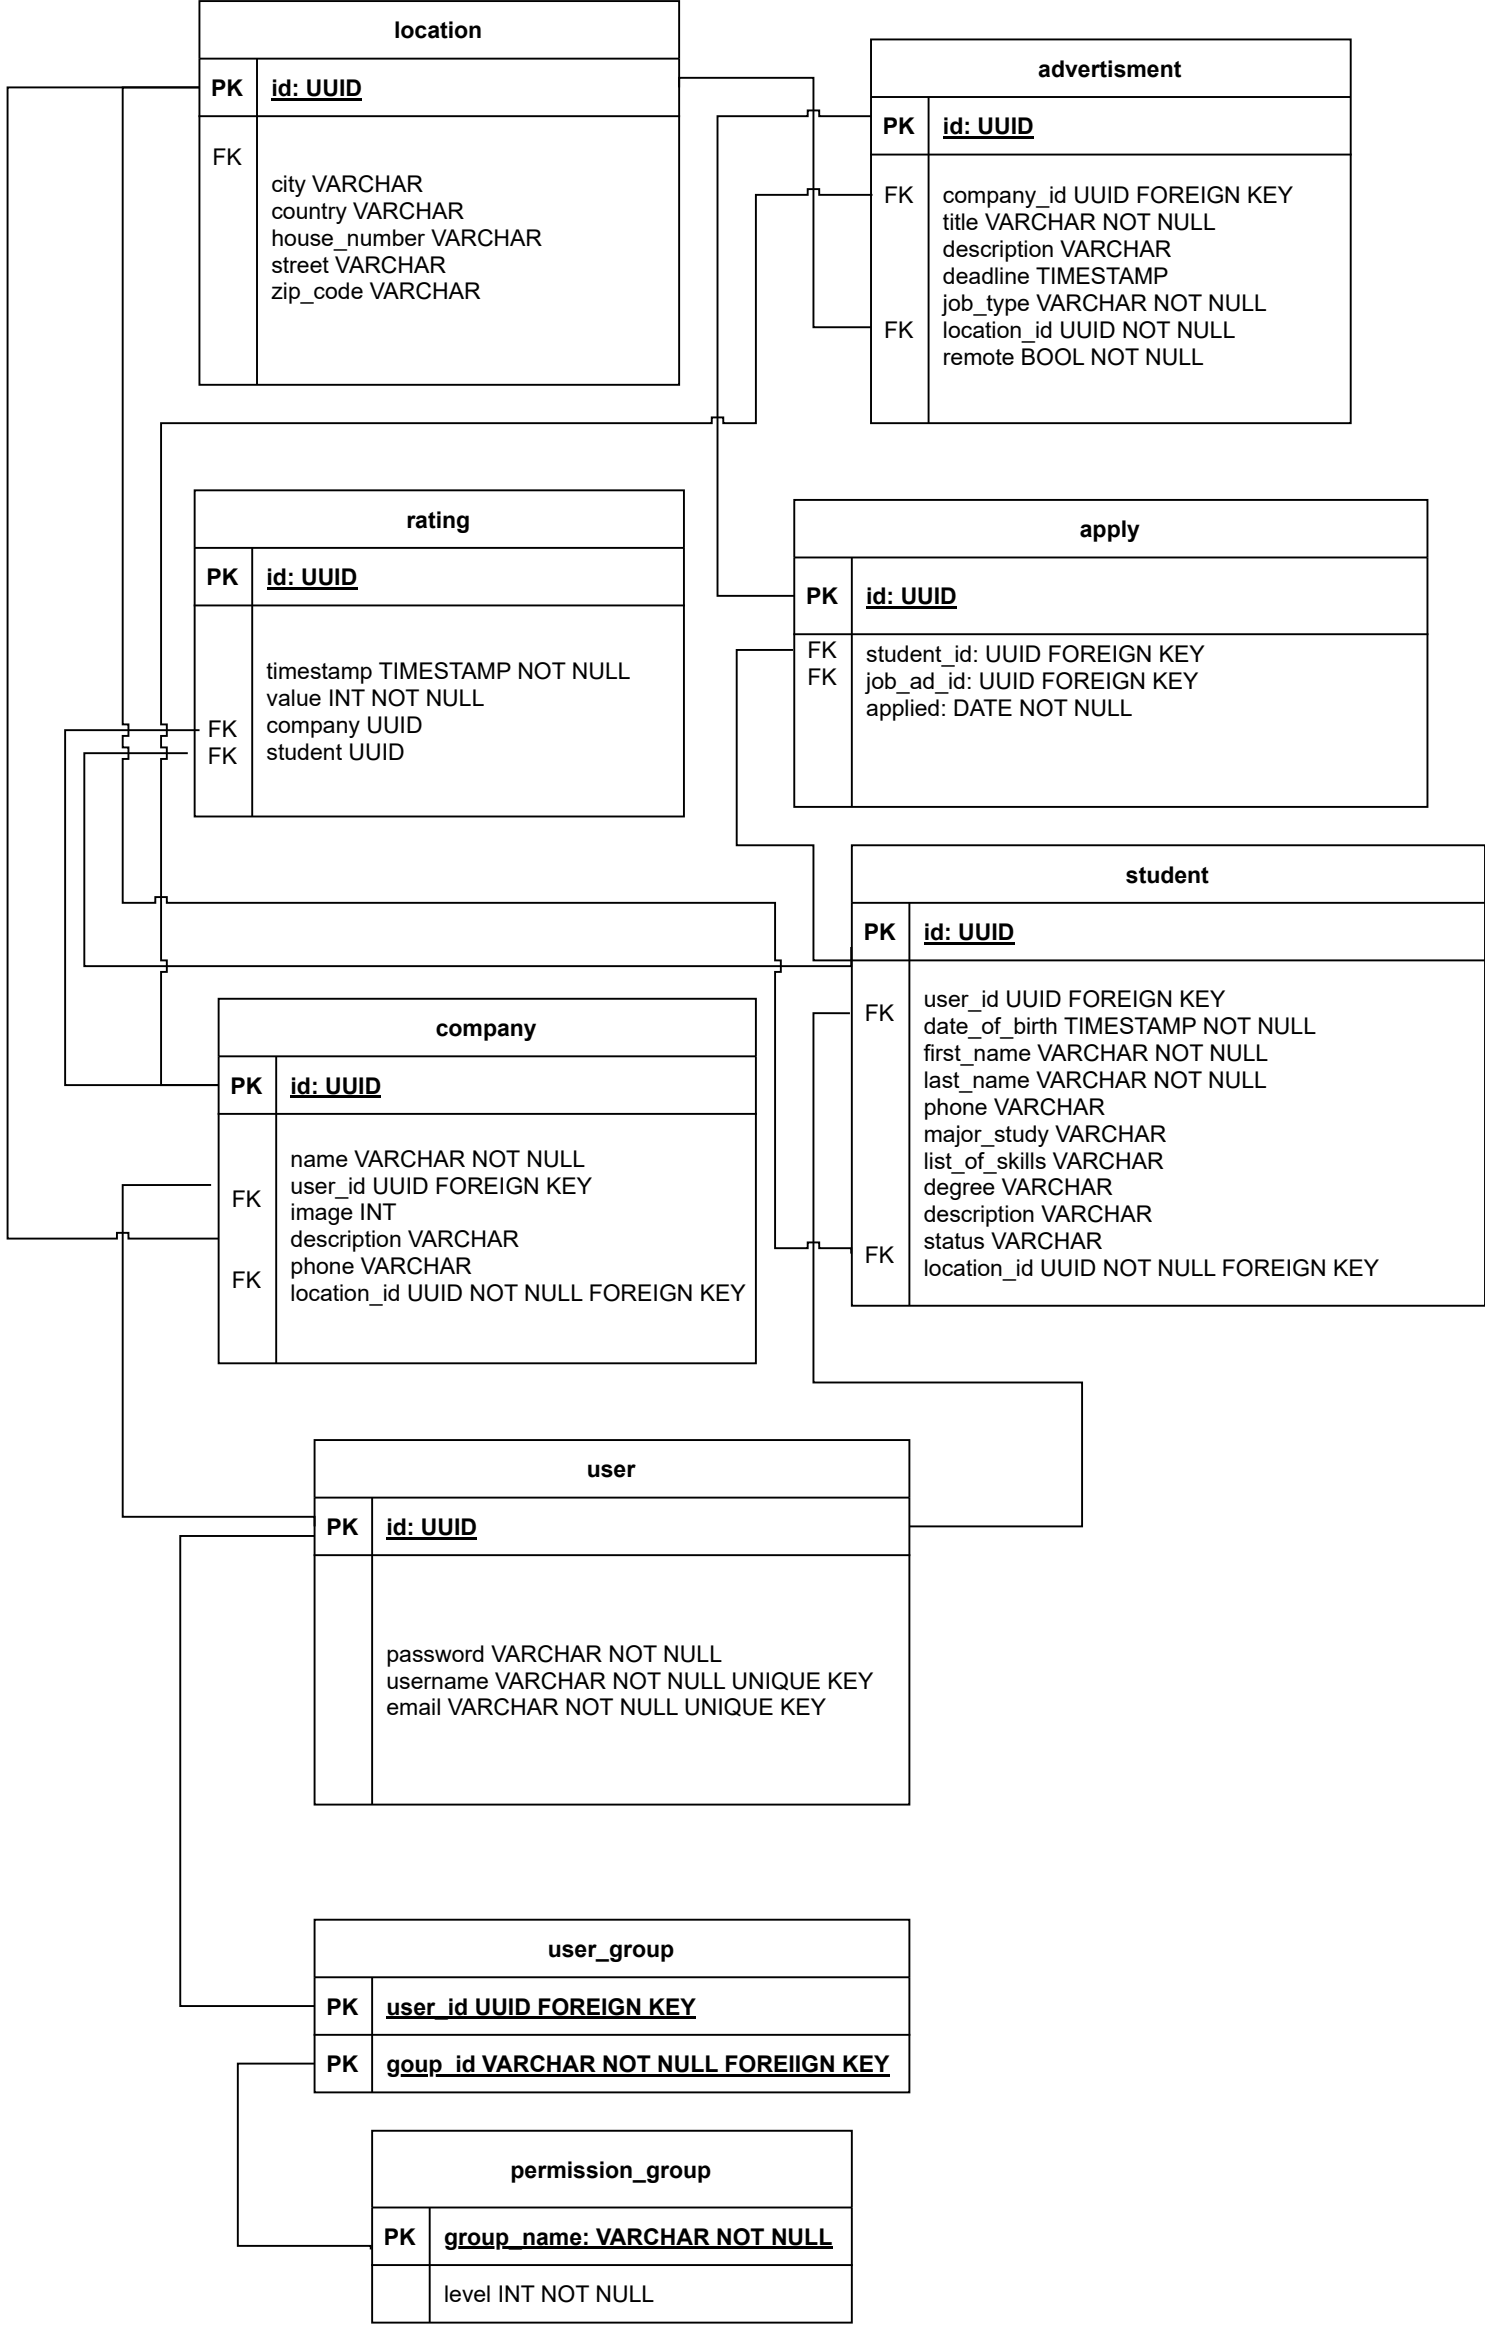 location
PK id: UUID
FK
city VARCHAR
country VARCHAR
house_number VARCHAR
street VARCHAR
zip_code VARCHAR
advertisment
PK id: UUID
FK company_id UUID FOREIGN KEY
title VARCHAR NOT NULL
description VARCHAR
deadline TIMESTAMP
job_type VARCHAR NOT NULL
FK location_id UUID NOT NULL
remote BOOL NOT NULL
rating
PK id: UUID
timestamp TIMESTAMP NOT NULL
value INT NOT NULL
FK company UUID
FK student UUID
apply
PK id: UUID
FK student_id: UUID FOREIGN KEY
FK job_ad_id: UUID FOREIGN KEY
applied: DATE NOT NULL
student
PK id: UUID
FK user_id UUID FOREIGN KEY
date_of_birth TIMESTAMP NOT NULL
first_name VARCHAR NOT NULL
last_name VARCHAR NOT NULL
phone VARCHAR
major_study VARCHAR
list_of_skills VARCHAR
degree VARCHAR
description VARCHAR
status VARCHAR
FK location_id UUID NOT NULL FOREIGN KEY
company
PK id: UUID
name VARCHAR NOT NULL
FK user_id UUID FOREIGN KEY
image INT
description VARCHAR
FK phone VARCHAR
location_id UUID NOT NULL FOREIGN KEY
user
PK id: UUID
password VARCHAR NOT NULL
username VARCHAR NOT NULL UNIQUE KEY
email VARCHAR NOT NULL UNIQUE KEY
user_group
PK user_id UUID FOREIGN KEY
PK goup_id VARCHAR NOT NULL FOREIIGN KEY
permission_group
PK group_name: VARCHAR NOT NULL
level INT NOT NULL